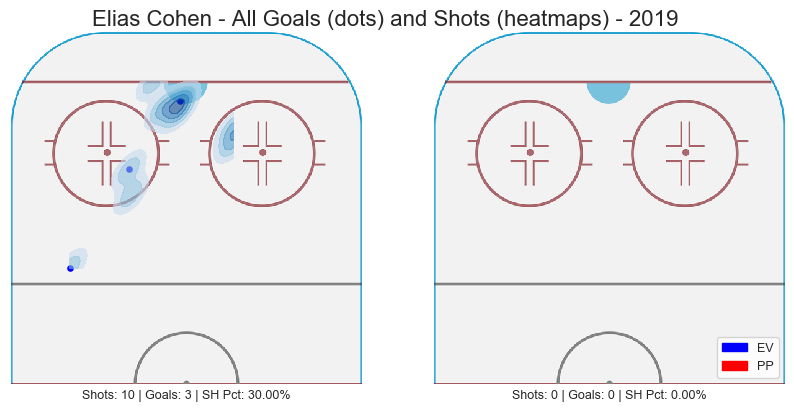 Elias Cohen - All Goals (dots) and Shots (heatmaps) - 2019
EV
PP
Shots: 10 | Goals: 3 | SH Pct: 30.00%
Shots: 0 | Goals: 0 | SH Pct: 0.00%